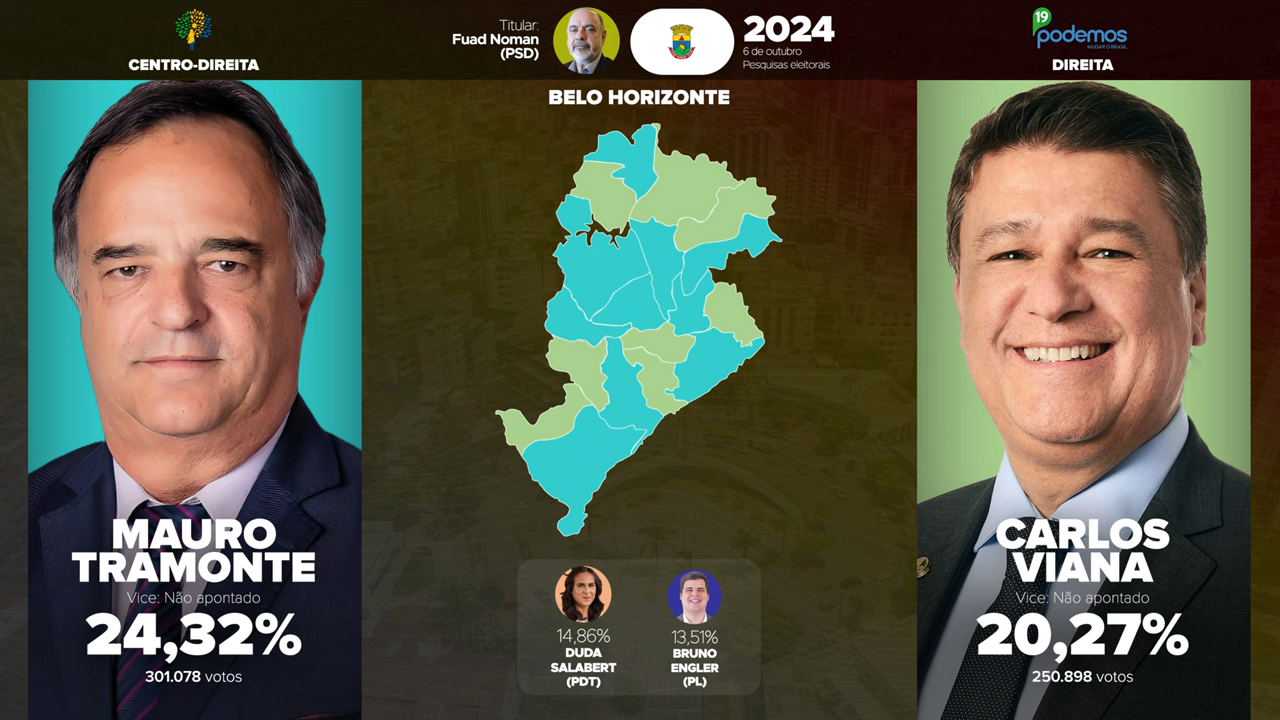 CENTRO-DIREITA
Titular:
Fuad Noman
(PSD)
2024
6 de outubro
Pesquisas eleitorais
19
podemos
MUDAR O BRASIL
DIREITA
BELO HORIZONTE
MAURO
TRAMONTE
Vice: Não apontado
24,32%
301.078 votos
14,86%
DUDA
SALABERT
(PDT)
13,51%
BRUNO
ENGLER
(PL)
CARLOS
VIANA
Vice: Não apontado
20,27%
250.898 votos